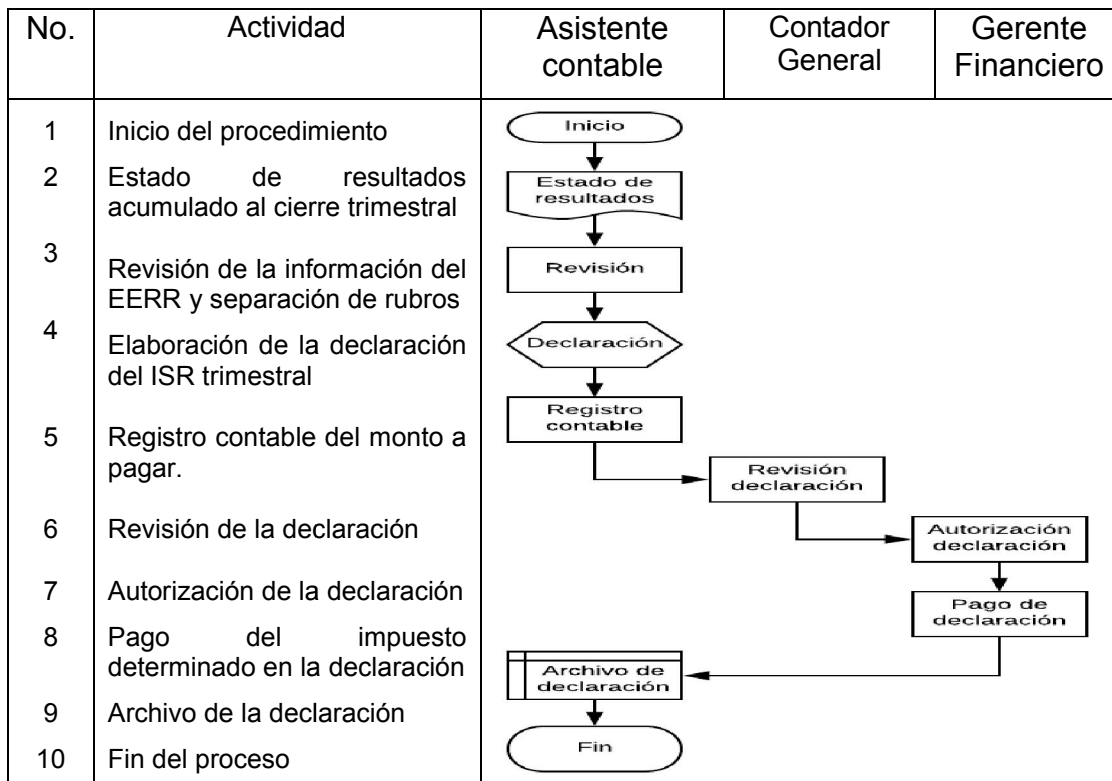 No. Actividad Asistente contable Contador General Gerente Financiero
1 Inicio del procedimiento
Inicio
2 Estado de resultados
acumulado al cierre trimestral
Estado de
resultados
3 Revisión de la información del
EERR y separación de rubros
Revisión
4 Elaboración de la declaración
del ISR trimestral
Declaración
5 Registro contable del monto a
pagar.
Registro
contable
6 Revisión de la declaración
Revisión
declaración
7 Autorización de la declaración
Autorización
declaración
8 Pago del impuesto
determinado en la declaración
Pago de
declaración
9 Archivo de la declaración
Archivo de
declaración
10 Fin del proceso
Fin